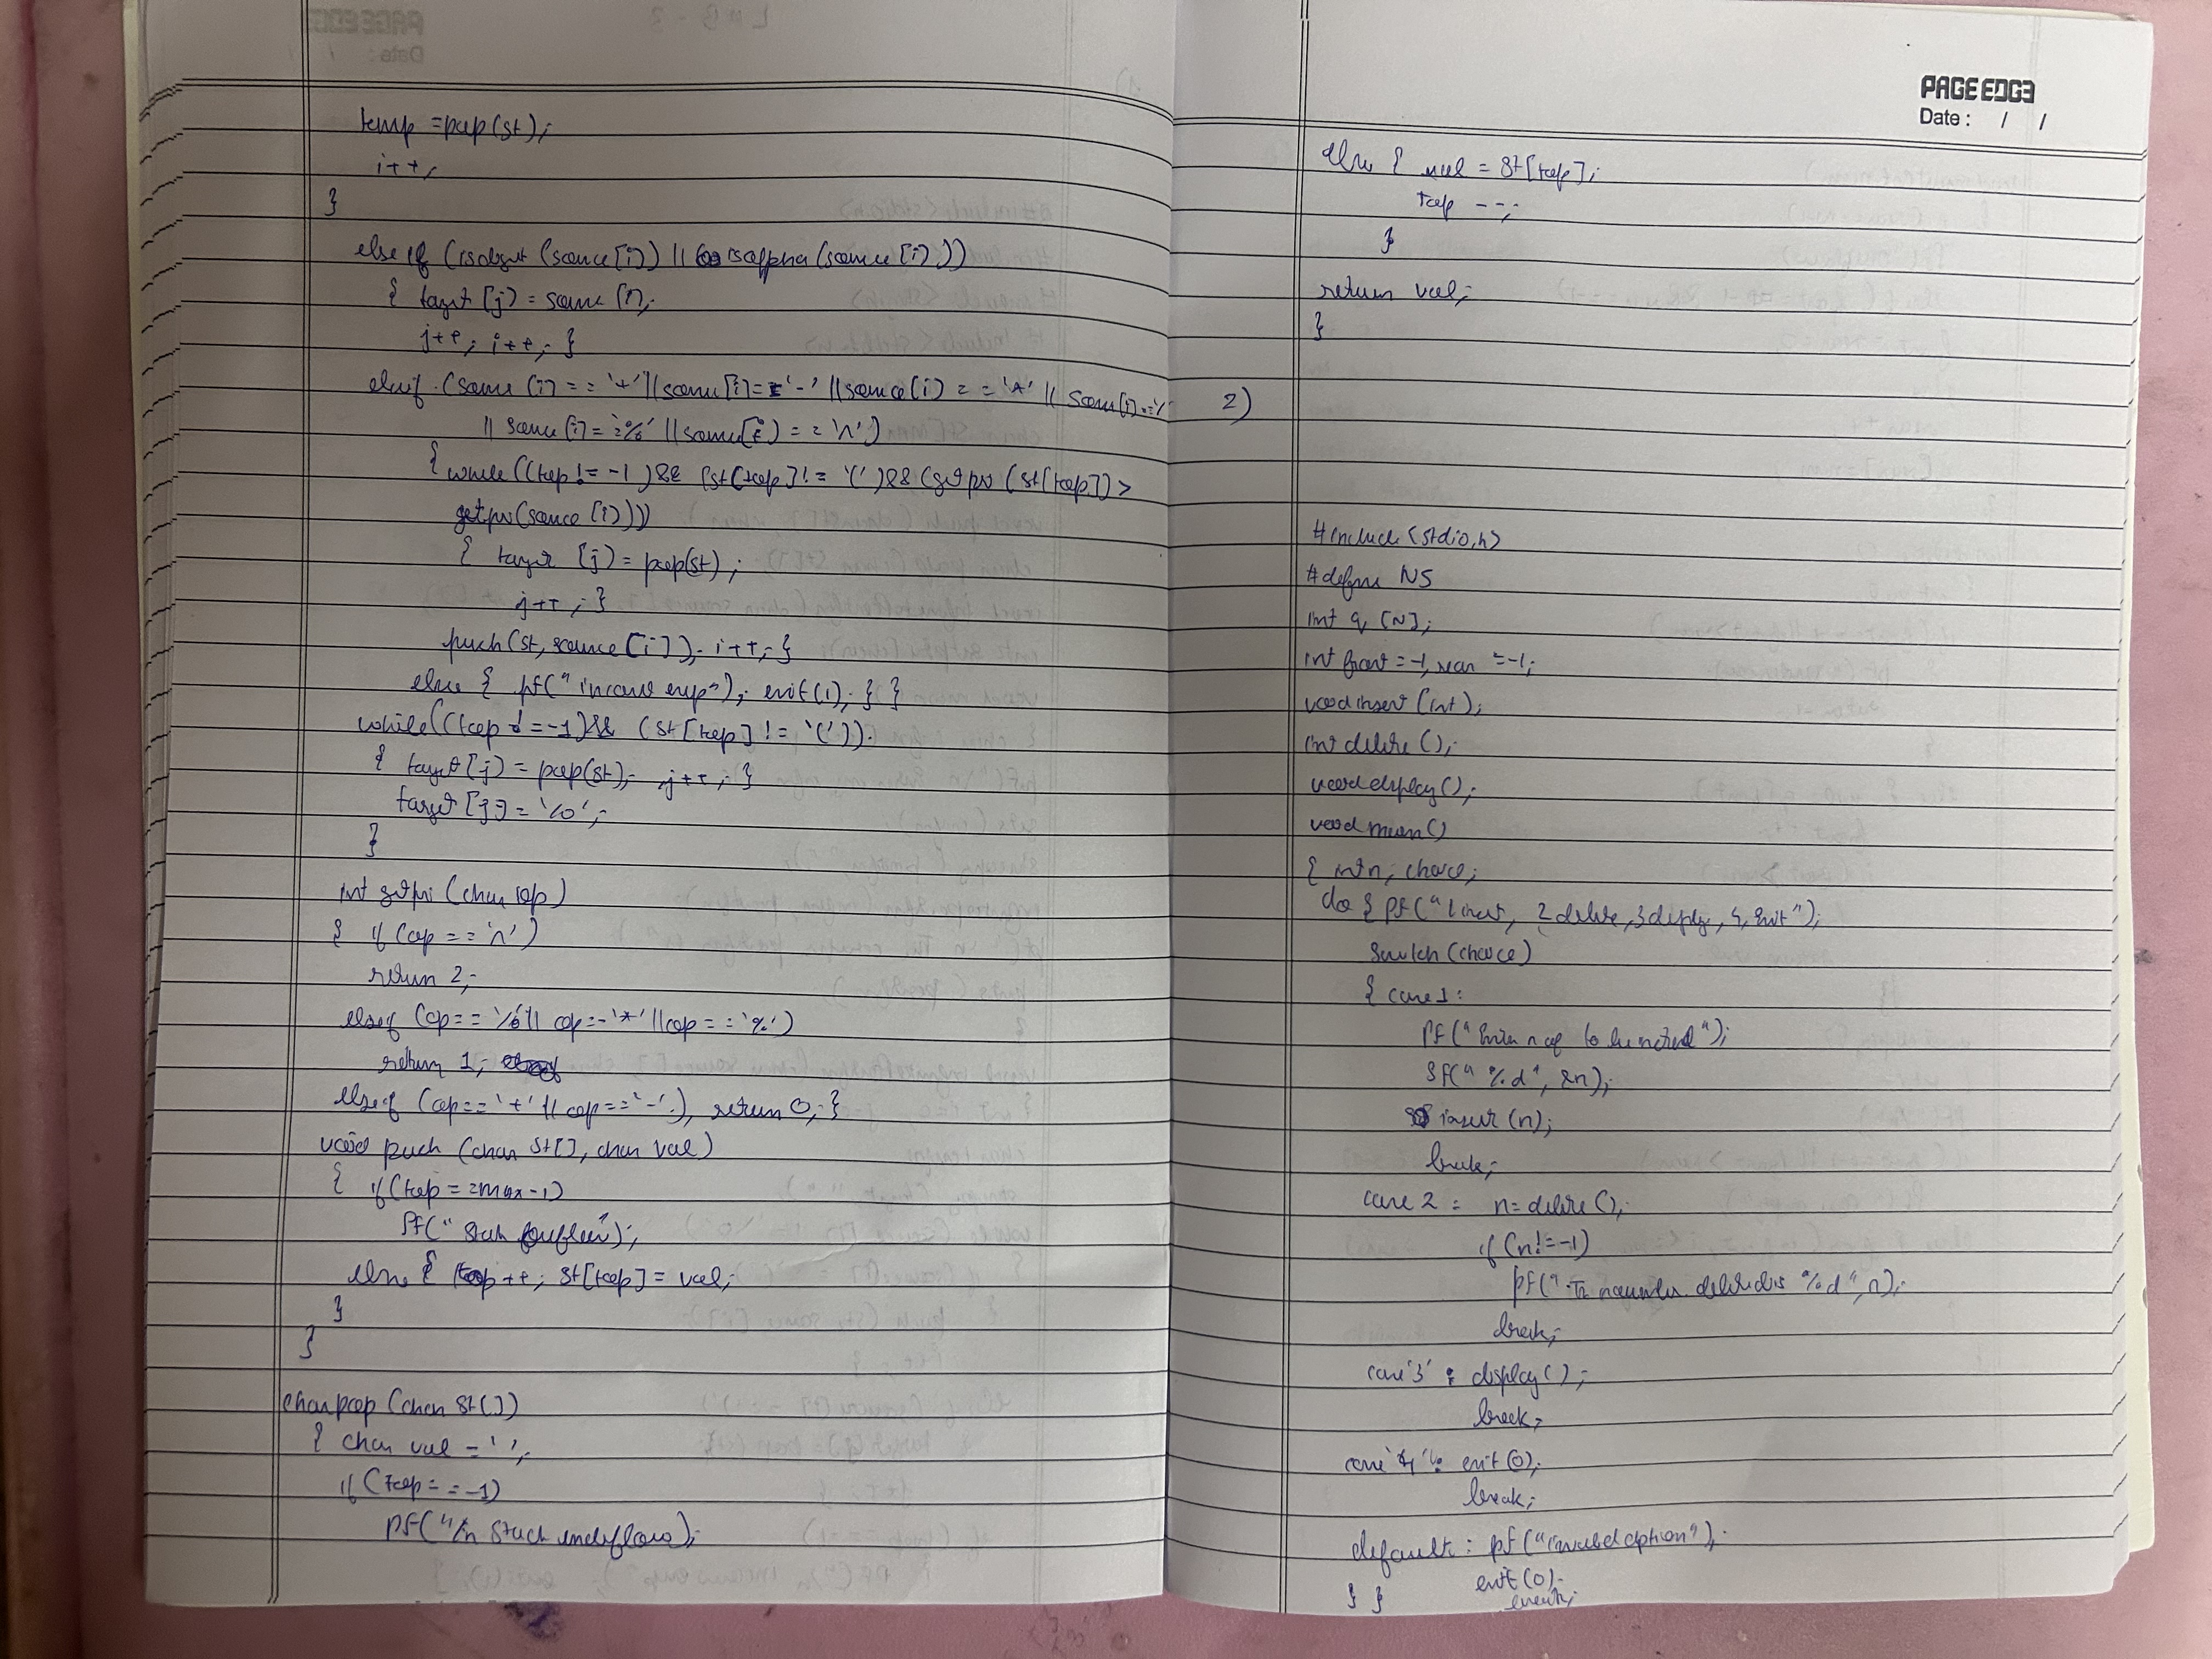 temp = pop(st);
i++;
}
else if (isdigit (source[i]) || isalpha(source[i]))
{ target [j] = source [i];
j++; i++; }
else if (source [i] == '+' || source[i] == '-' || source[i] == '*' || source[i] == '/'
|| source [i] == '%' || source[i] == '^')
{ while ((top != -1) && (st[top] != '(') && (getpri (st[top]) >
getpri (source [i])))
{ target [j] = pop(st);
j++; }
push (st, source [i]); i++; }
else { pf(" incorrect exp"); exit (1); } }
while ((top != -1) && (st[top] != '(')).
{ target [j] = pop(st); j++; }
target [j] = '\0';
}
int getpri (char op)
{ if (op == '^')
return 2;
else if (op == '/' || op == '*' || op == '%')
return 1;
else if (op == '+' || op == '-'), return 0; }
void push (char st[], char val)
{ if (top == max-1)
pf(" stack overflow");
else { top++; st[top] = val;
}
}
char pop (char st[])
{ char val = ' ';
if (top == -1)
pf("\n stack underflow);
PAGE EDGE
Date : / /
else { val = st[top];
top --;
}
return val;
}
2)
#include (stdio.h>
#define N5
int q [N];
int front = -1, rear = -1;
void insert (int);
int delete ();
void display ();
void main()
{ int n, choice;
do { pf(" 1. insert, 2 delete, 3 display, 4, exit");
switch (choice)
{ case 1:
pf(" Enter n of to be inserted");
sf(" %d", &n);
insert (n);
break;
case 2 : n = delete ();
if (n != -1)
pf(" The number deleted is %d", n);
break;
case '3' : display ();
break;
case '4' : exit (0);
break;
default : pf("invalid option");
exit (0);
break;
} }